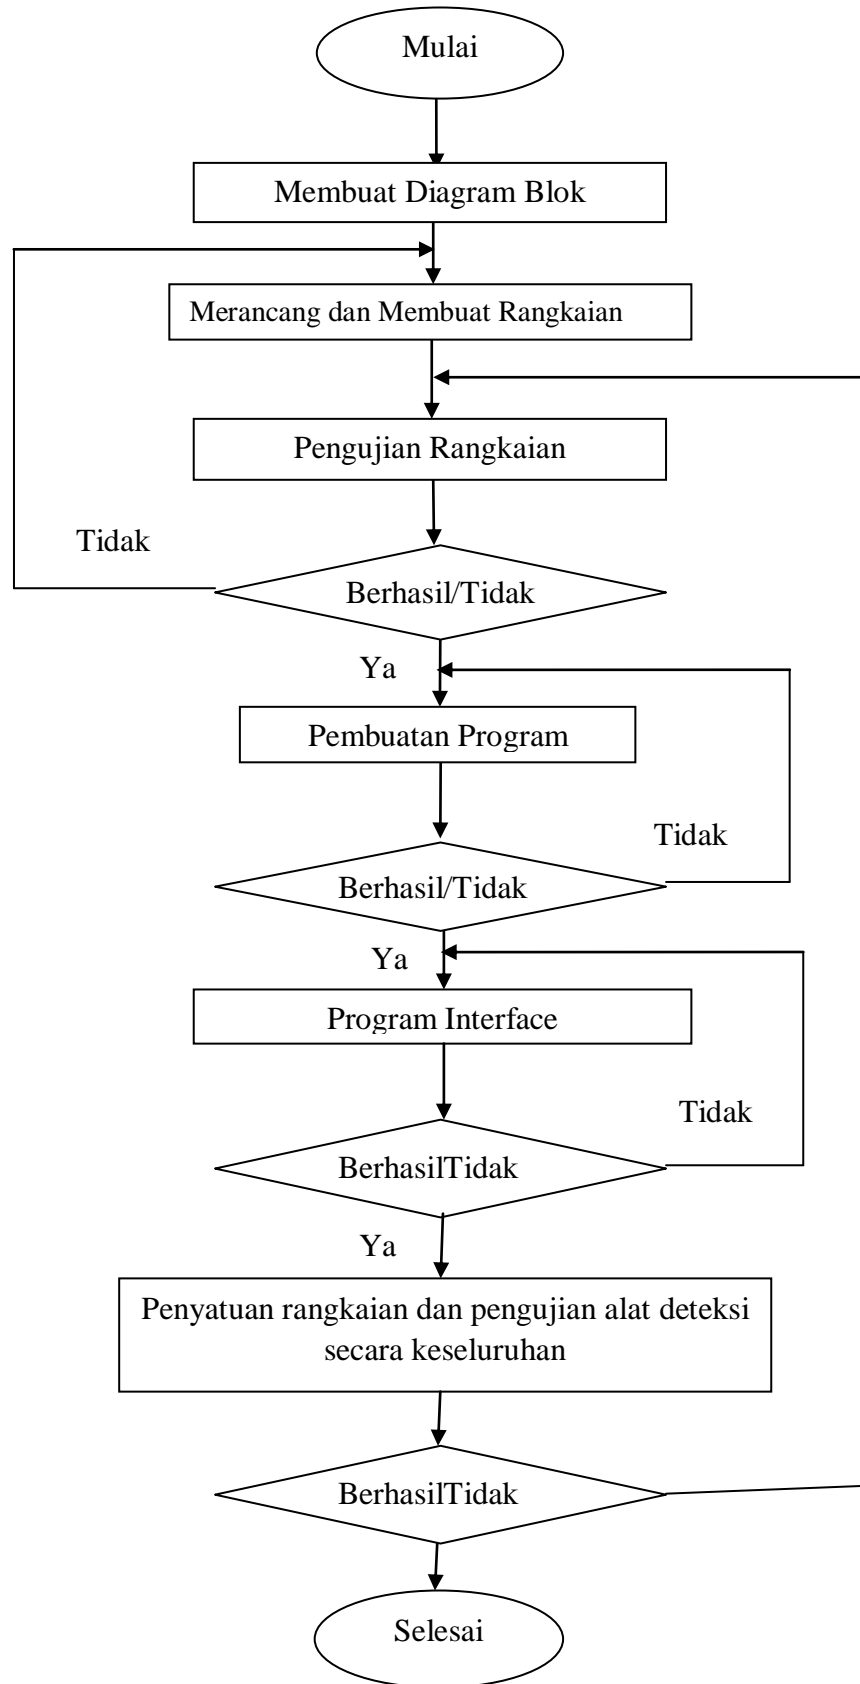 Mulai
Membuat Diagram Blok
Merancang dan Membuat Rangkaian
Pengujian Rangkaian
Tidak
Berhasil/Tidak
Ya
Pembuatan Program
Tidak
Berhasil/Tidak
Ya
Program Interface
Tidak
BerhasilTidak
Ya
Penyatuan rangkaian dan pengujian alat deteksi
secara keseluruhan
BerhasilTidak
Selesai